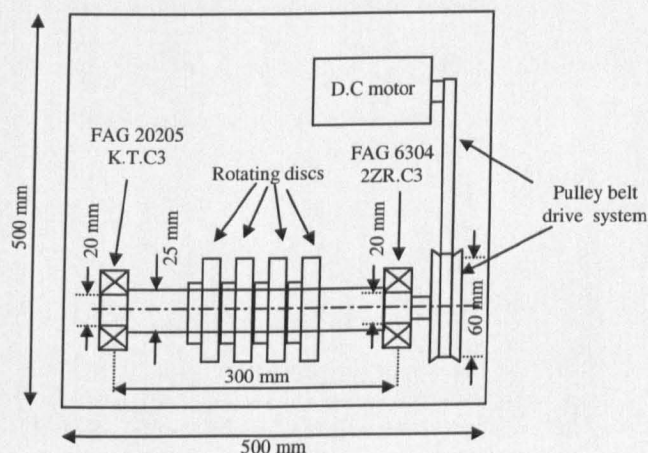 D.C motor
FAG 20205
K.T.C3
Rotating discs
FAG 6304
2ZR.C3
Pulley belt
drive system
500 mm
20 mm
25 mm
20 mm
60 mm
300 mm
500 mm